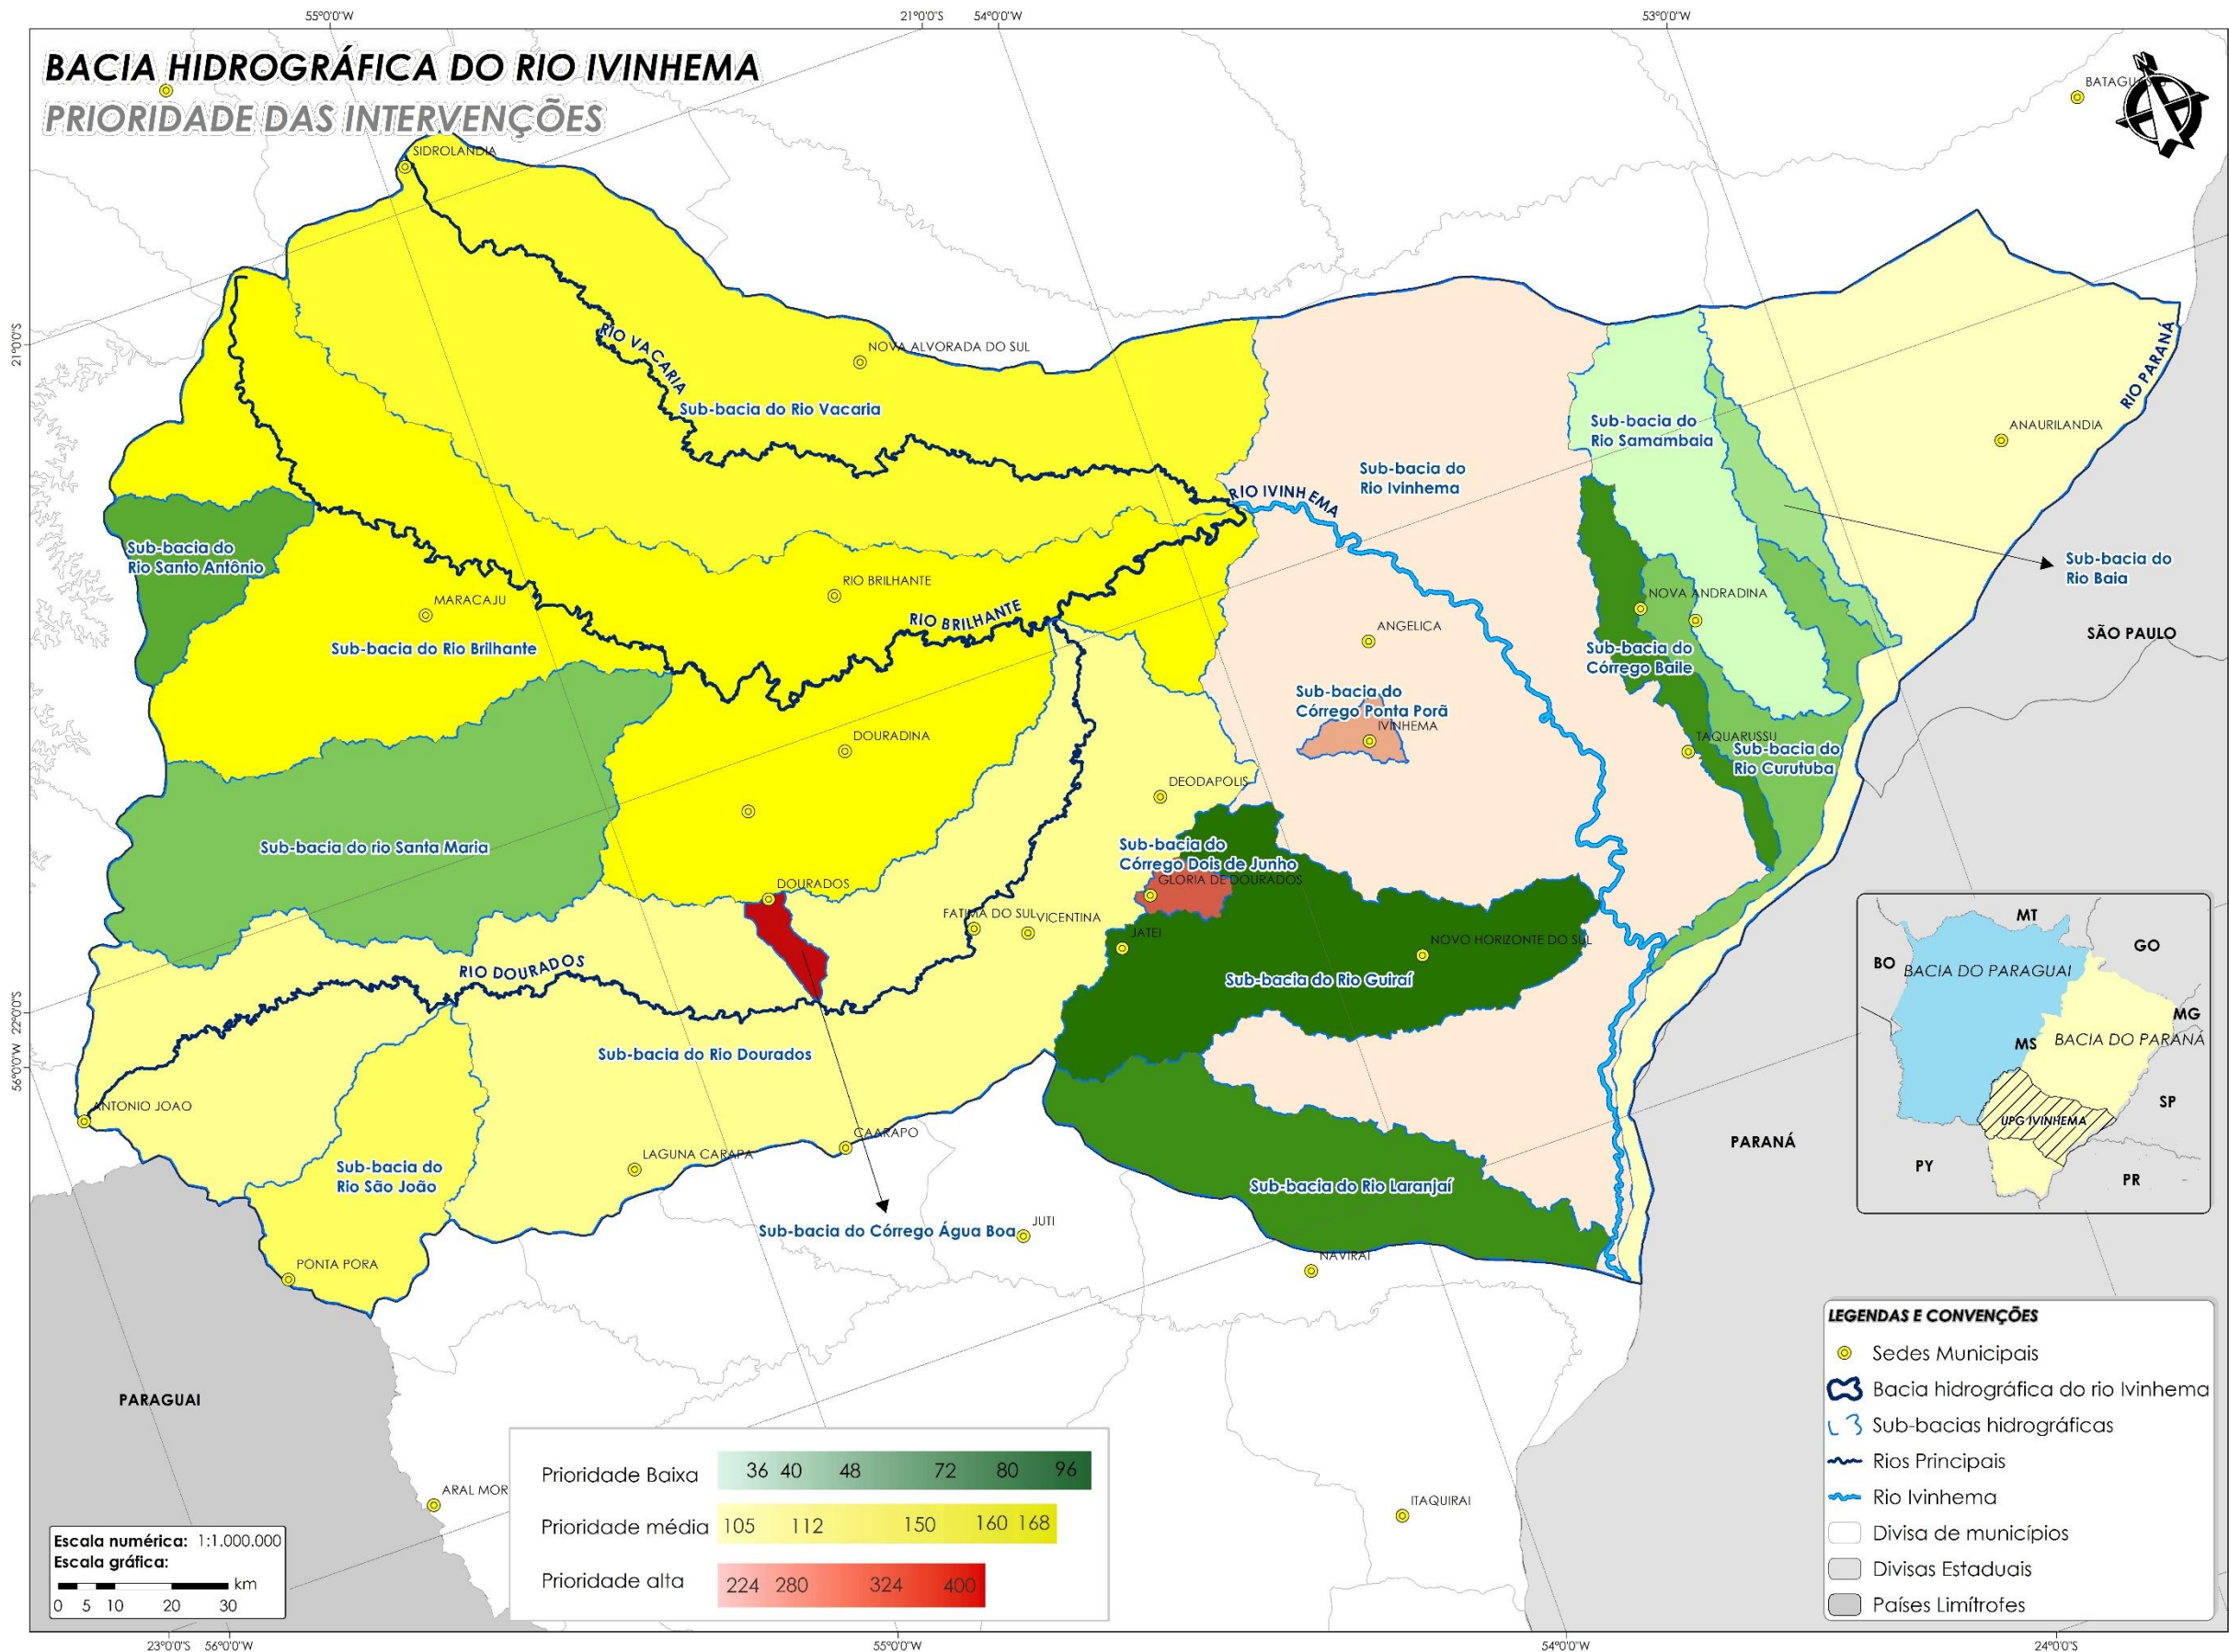 55°0'0"W
21°0'0"S
54°0'0"W
53°0'0"W
BACIA HIDROGRÁFICA DO RIO IVINHEMA
PRIORIDADE DAS INTERVENÇÕES
N
SIDROLANDIA
RIO VACARIA
NOVA ALVORADA DO SUL
Sub-bacia do Rio Vacaria
21°0'0"S
RIO PARANÁ
ANAURILANDIA
Sub-bacia do
Rio Samambaia
Sub-bacia do
Rio Ivinhema
RIO IVINHEMA
Sub-bacia do
Rio Santo Antônio
MARACAJU
RIO BRILHANTE
RIO BRILHANTE
Sub-bacia do Rio Brilhante
Sub-bacia do
Rio Baia
NOVA ANDRADINA
ANGELICA
SÃO PAULO
Sub-bacia do
Córrego Baile
Sub-bacia do
Córrego Ponta Porã
IVINHEMA
DOURADINA
TAQUARUSSU
Sub-bacia do
Rio Curutuba
DEODAPOLIS
Sub-bacia do rio Santa Maria
Sub-bacia do
Córrego Dois de Junho
GLORIA DE DOURADOS
DOURADOS
FATIMA DO SUL
VICENTINA
JATEI
NOVO HORIZONTE DO SUL
RIO DOURADOS
Sub-bacia do Rio Guiraí
22°0'0"S
56°0'0"W
Sub-bacia do Rio Dourados
ANTONIO JOAO
CAARAPO
LAGUNA CARAPA
Sub-bacia do
Rio São João
Sub-bacia do Rio Laranjaí
Sub-bacia do Córrego Água Boa
JUTI
NAVIRAI
PONTA PORA
PARANÁ
MT
GO
BO
BACIA DO PARAGUAI
MG
MS
BACIA DO PARANÁ
SP
UPG IVINHEMA
PY
PR
PARAGUAI
ARAL MOR
ITAQUIRAI
LEGENDAS E CONVENÇÕES
Sedes Municipais
Bacia hidrográfica do rio Ivinhema
Sub-bacias hidrográficas
Rios Principais
Rio Ivinhema
Divisa de municípios
Divisas Estaduais
Países Limítrofes
Prioridade Baixa 36 40 48 72 80 96
Prioridade média 105 112 150 160 168
Prioridade alta 224 280 324 400
Escala numérica: 1:1.000.000
Escala gráfica:
km
0 5 10 20 30
23°0'0"S
56°0'0"W
55°0'0"W
54°0'0"W
24°0'0"S